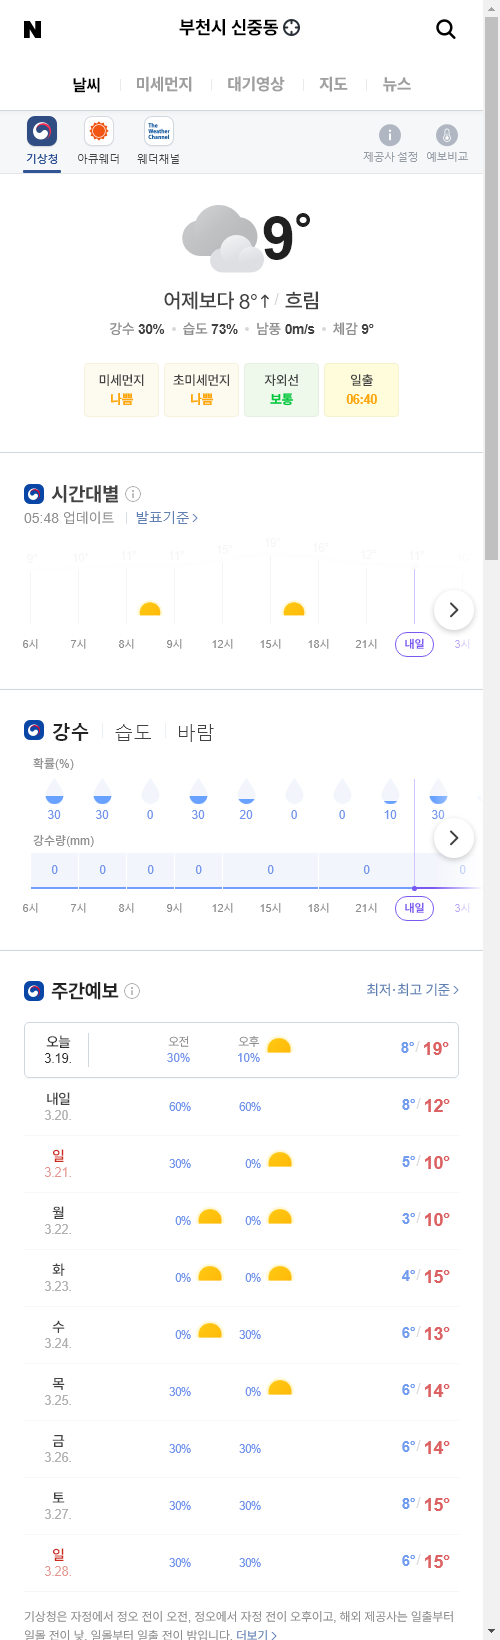 N
부천시 신중동
날씨 미세먼지 대기영상 지도 뉴스
The Weather Channel
기상청 아큐웨더 웨더채널 제공사 설정 예보비교
9°
어제보다 8°↑ / 흐림
강수 30% 습도 73% 남풍 0m/s 체감 9°
미세먼지 초미세먼지 자외선 일출
나쁨 나쁨 보통 06:40
시간대별
05:48 업데이트 발표기준 >
9° 10° 11° 11° 15° 19° 16° 12° 11°
6시 7시 8시 9시 12시 15시 18시 21시 내일 3시
강수 습도 바람
확률(%)
30 30 0 30 20 0 0 10 30
강수량(mm)
0 0 0 0 0 0 0
6시 7시 8시 9시 12시 15시 18시 21시 내일 3시
주간예보 최저·최고 기준 >
오늘 오전 오후
3.19. 30% 10% 8°/ 19°
내일
3.20. 60% 60% 8°/ 12°
일
3.21. 30% 0% 5°/ 10°
월
3.22. 0% 0% 3°/ 10°
화
3.23. 0% 0% 4°/ 15°
수
3.24. 0% 30% 6°/ 13°
목
3.25. 30% 0% 6°/ 14°
금
3.26. 30% 30% 6°/ 14°
토
3.27. 30% 30% 8°/ 15°
일
3.28. 30% 30% 6°/ 15°
기상청은 자정에서 정오 전이 오전, 정오에서 자정 전이 오후이고, 해외 제공사는 일출부터
일몰 전이 낮, 일몰부터 일출 전이 밤입니다. 더보기 >